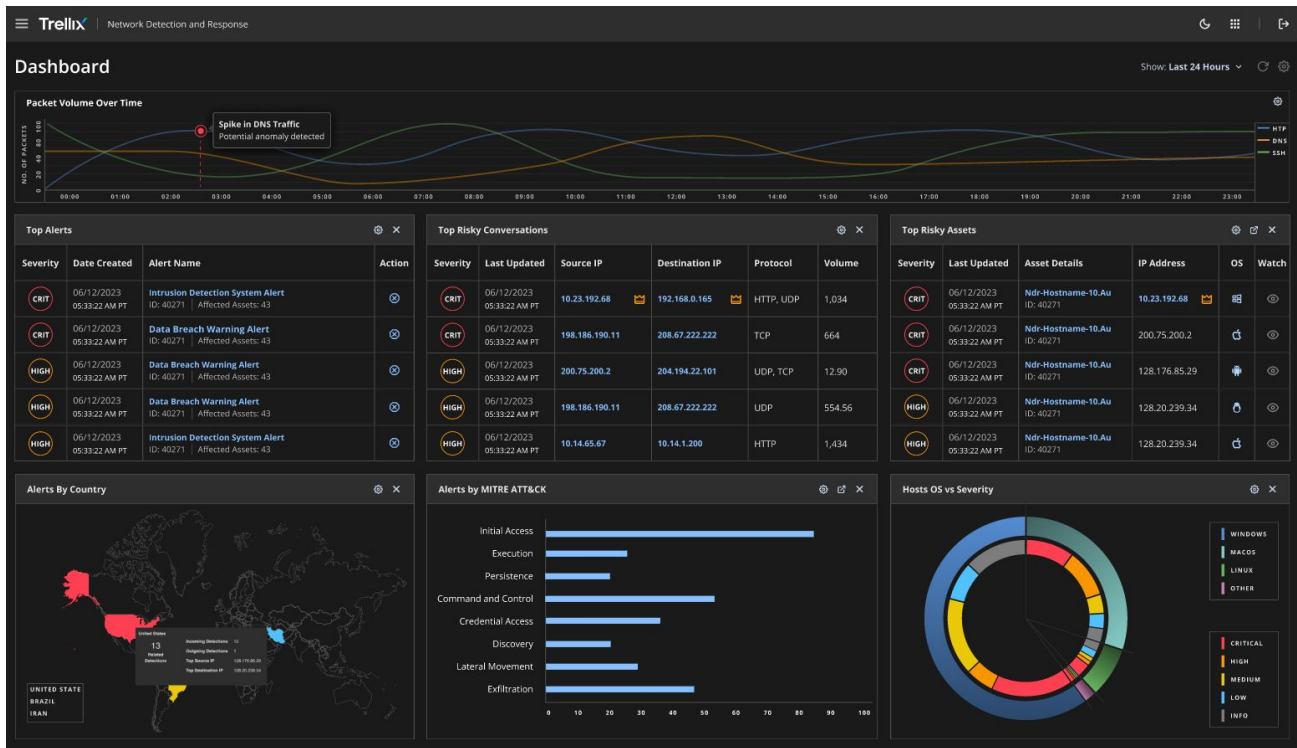 Trellix | Network Detection and Response
Dashboard
Show: Last 24 Hours
Packet Volume Over Time
Spike in DNS Traffic
Potential anomaly detected
NO. OF PACKETS
100
80
60
40
20
0
HTP
DNS
SSH
00:00 01:00 02:00 03:00 04:00 05:00 06:00 07:00 08:00 09:00 10:00 11:00 12:00 13:00 14:00 15:00 16:00 17:00 18:00 19:00 20:00 21:00 22:00 23:00
Top Alerts
Severity Date Created Alert Name Action
CRIT 06/12/2023 Intrusion Detection System Alert
05:33:22 AM PT ID: 40271 | Affected Assets: 43
CRIT 06/12/2023 Data Breach Warning Alert
05:33:22 AM PT ID: 40271 | Affected Assets: 43
HIGH 06/12/2023 Data Breach Warning Alert
05:33:22 AM PT ID: 40271 | Affected Assets: 43
HIGH 06/12/2023 Data Breach Warning Alert
05:33:22 AM PT ID: 40271 | Affected Assets: 43
HIGH 06/12/2023 Intrusion Detection System Alert
05:33:22 AM PT ID: 40271 | Affected Assets: 43
Top Risky Conversations
Severity Last Updated Source IP Destination IP Protocol Volume
CRIT 06/12/2023 05:33:22 AM PT 10.23.192.68 192.168.0.165 HTTP, UDP 1,034
CRIT 06/12/2023 05:33:22 AM PT 198.186.190.11 208.67.222.222 TCP 664
HIGH 06/12/2023 05:33:22 AM PT 200.75.200.2 204.194.22.101 UDP, TCP 12.90
HIGH 06/12/2023 05:33:22 AM PT 198.186.190.11 208.67.222.222 UDP 554.56
HIGH 06/12/2023 05:33:22 AM PT 10.14.65.67 10.14.1.200 HTTP 1,434
Top Risky Assets
Severity Last Updated Asset Details IP Address OS Watch
CRIT 06/12/2023 05:33:22 AM PT Ndr-Hostname-10.Au ID: 40271 10.23.192.68
CRIT 06/12/2023 05:33:22 AM PT Ndr-Hostname-10.Au ID: 40271 200.75.200.2
CRIT 06/12/2023 05:33:22 AM PT Ndr-Hostname-10.Au ID: 40271 128.176.85.29
HIGH 06/12/2023 05:33:22 AM PT Ndr-Hostname-10.Au ID: 40271 128.20.239.34
HIGH 06/12/2023 05:33:22 AM PT Ndr-Hostname-10.Au ID: 40271 128.20.239.34
Alerts By Country
United States
13
Related
Detections
Incoming Detections 12
Outgoing Detections 1
Top Source IP 128.176.85.29
Top Destination IP 128.20.239.34
UNITED STATE
BRAZIL
IRAN
Alerts by MITRE ATT&CK
Initial Access
Execution
Persistence
Command and Control
Credential Access
Discovery
Lateral Movement
Exfiltration
0 10 20 30 40 50 60 70 80 90 100
Hosts OS vs Severity
WINDOWS
MACOS
LINUX
OTHER
CRITICAL
HIGH
MEDIUM
LOW
INFO